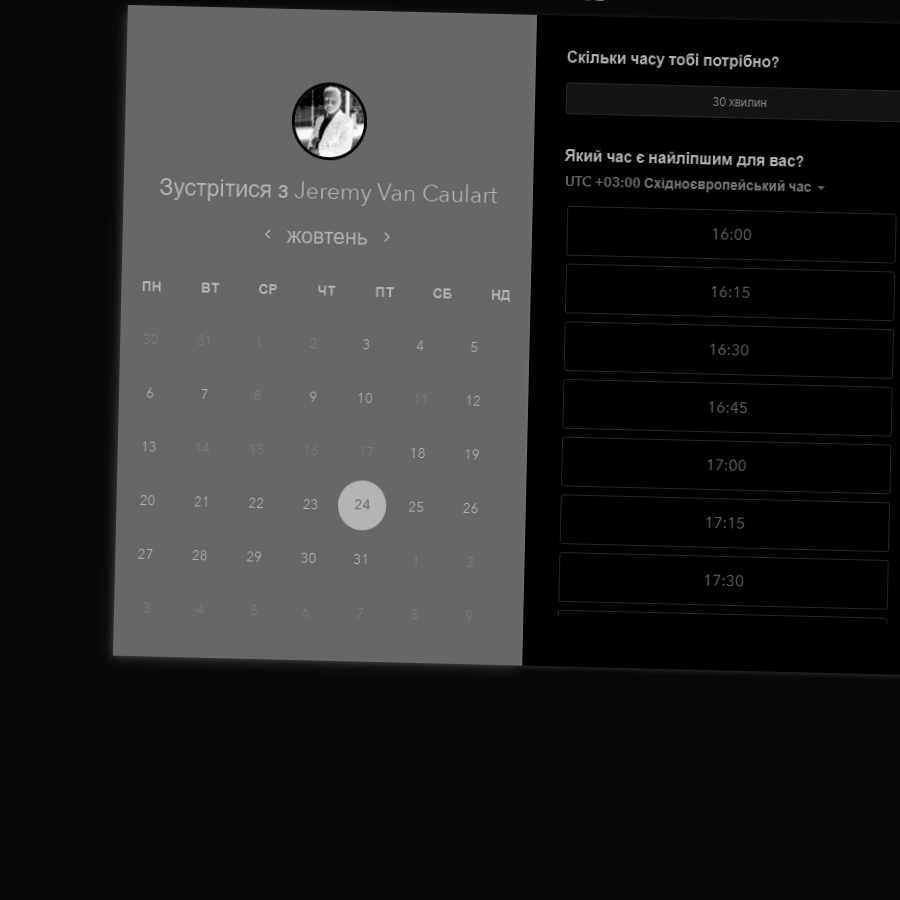 Зустрітися з Jeremy Van Caulart
‹ жовтень ›
ПН ВТ СР ЧТ ПТ СБ НД
30 31 1 2 3 4 5
6 7 8 9 10 11 12
13 14 15 16 17 18 19
20 21 22 23 24 25 26
27 28 29 30 31 1 2
3 4 5 6 7 8 9
Скільки часу тобі потрібно?
30 хвилин
Який час є найліпшим для вас?
UTC +03:00 Східноєвропейський час
16:00
16:15
16:30
16:45
17:00
17:15
17:30